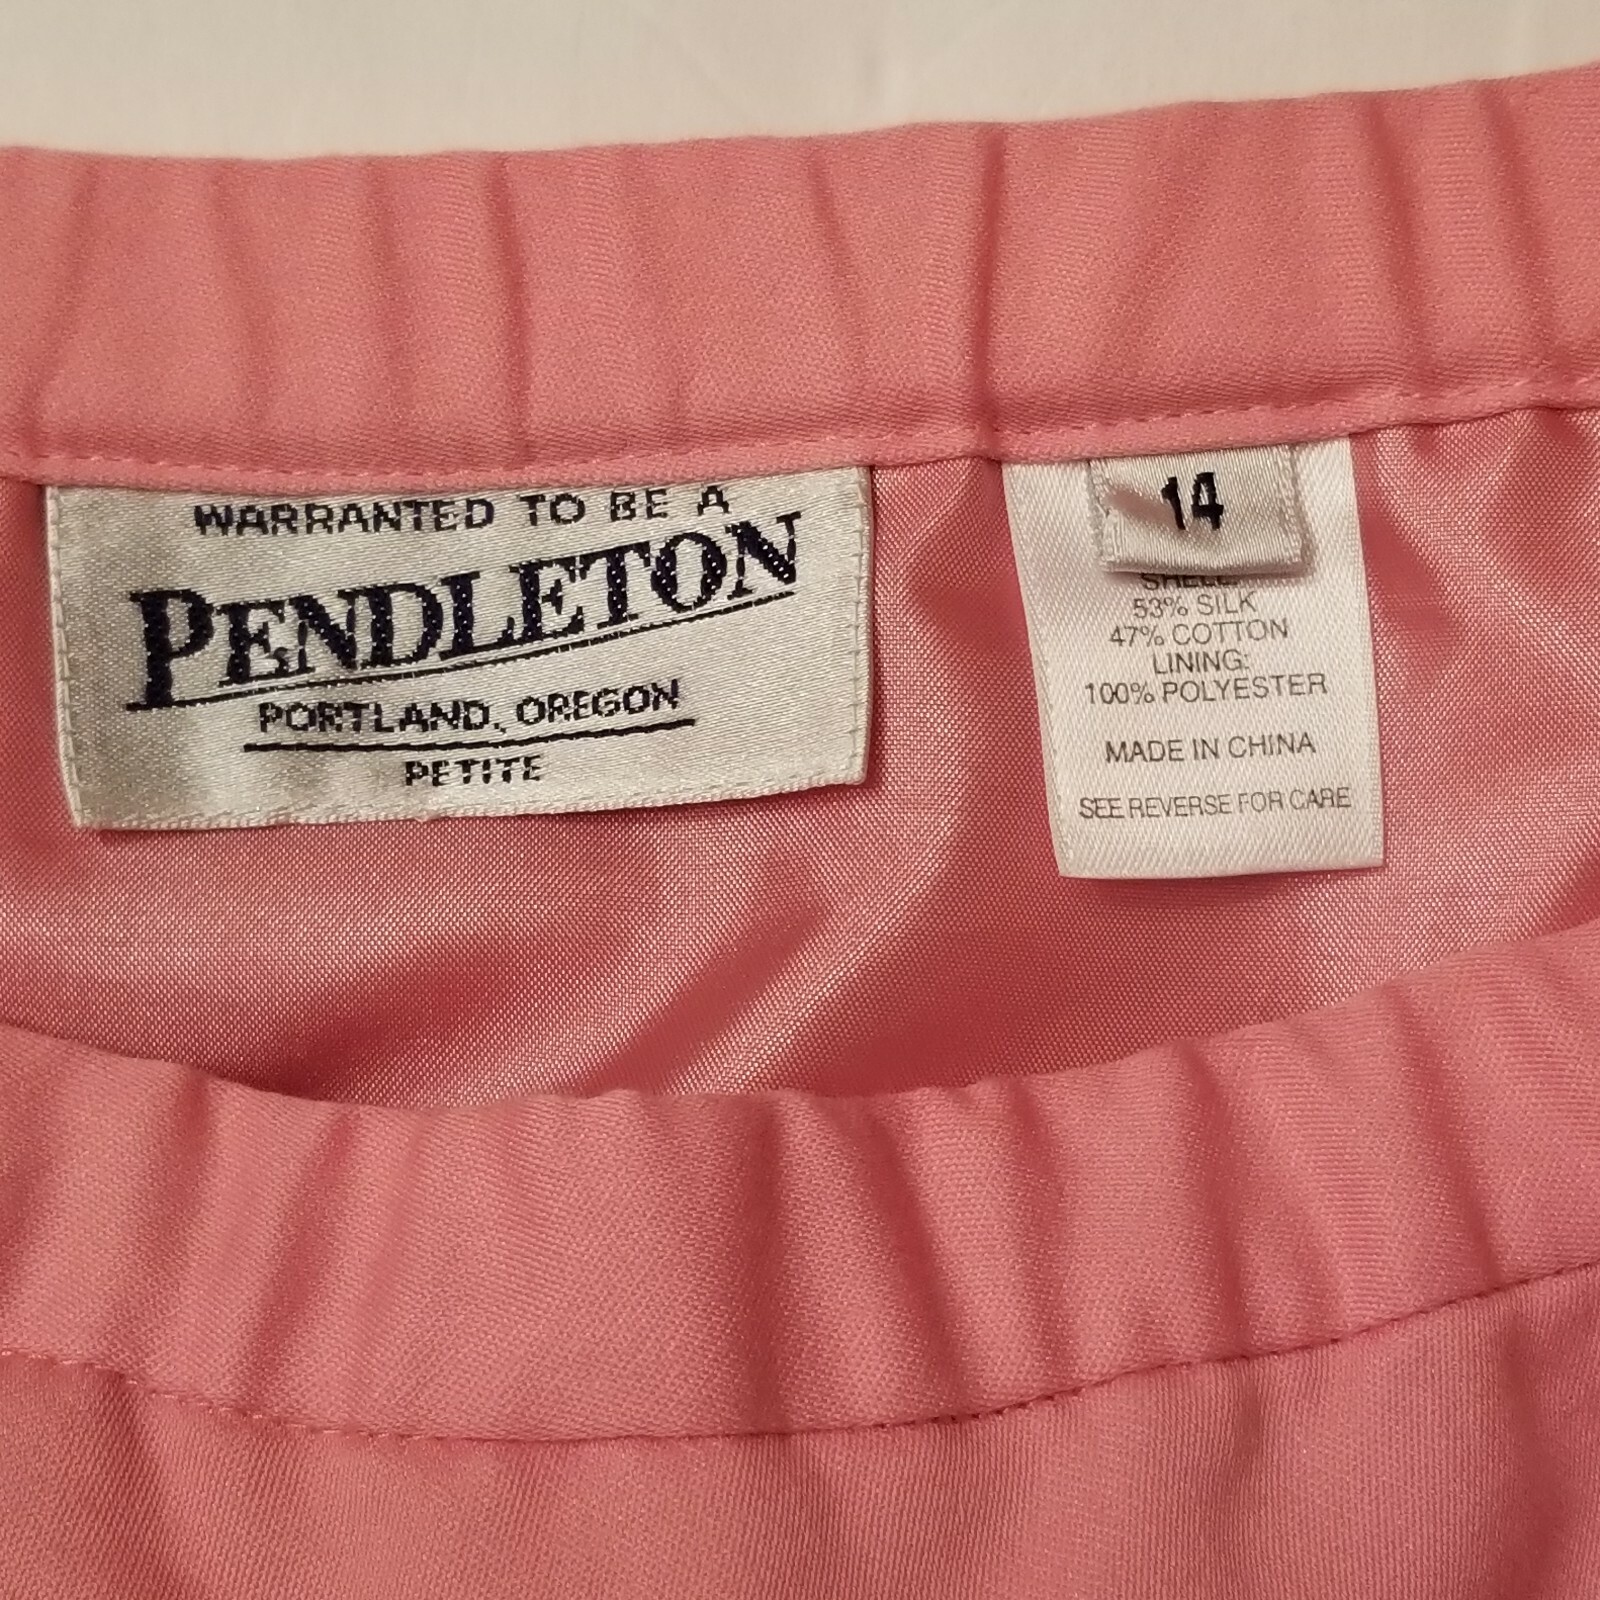 WARRANTED TO BE A
PENDLETON
PORTLAND, OREGON
PETITE
14
SHELL:
53% SILK
47% COTTON
LINING:
100% POLYESTER
MADE IN CHINA
SEE REVERSE FOR CARE